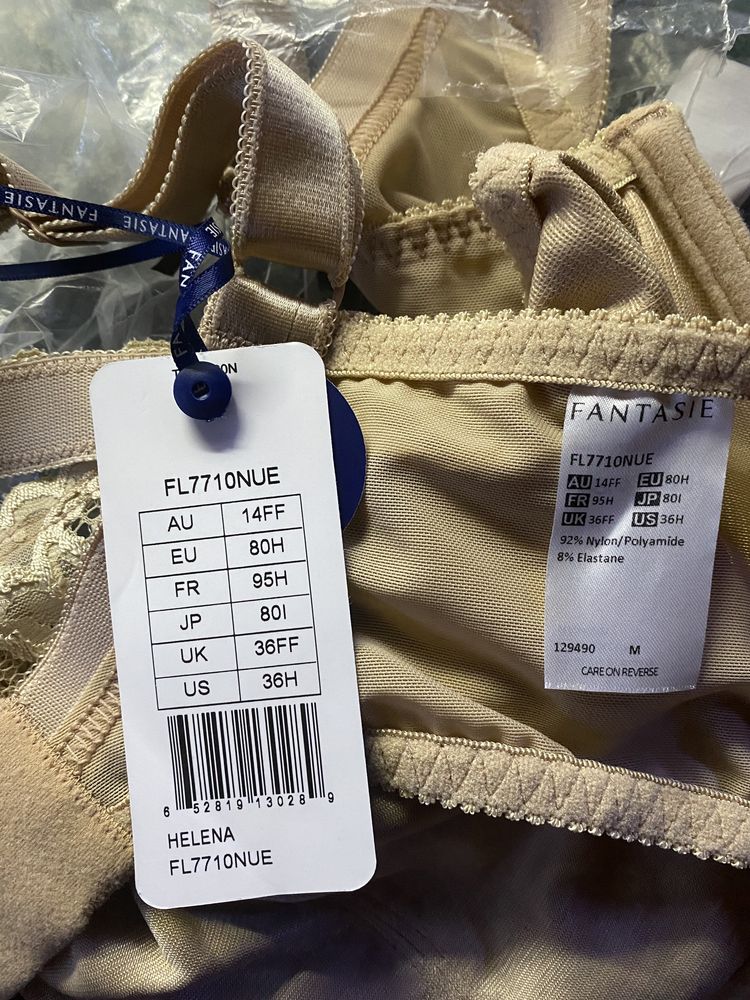 FANTASIE FANTASIE
FL7710NUE
AU 14FF
EU 80H
FR 95H
JP 80I
UK 36FF
US 36H
6 52819 13028 9
HELENA
FL7710NUE
FANTASIE
FL7710NUE
AU 14FF EU 80H
FR 95H JP 80I
UK 36FF US 36H
92% Nylon/Polyamide
8% Elastane
129490 M
CARE ON REVERSE